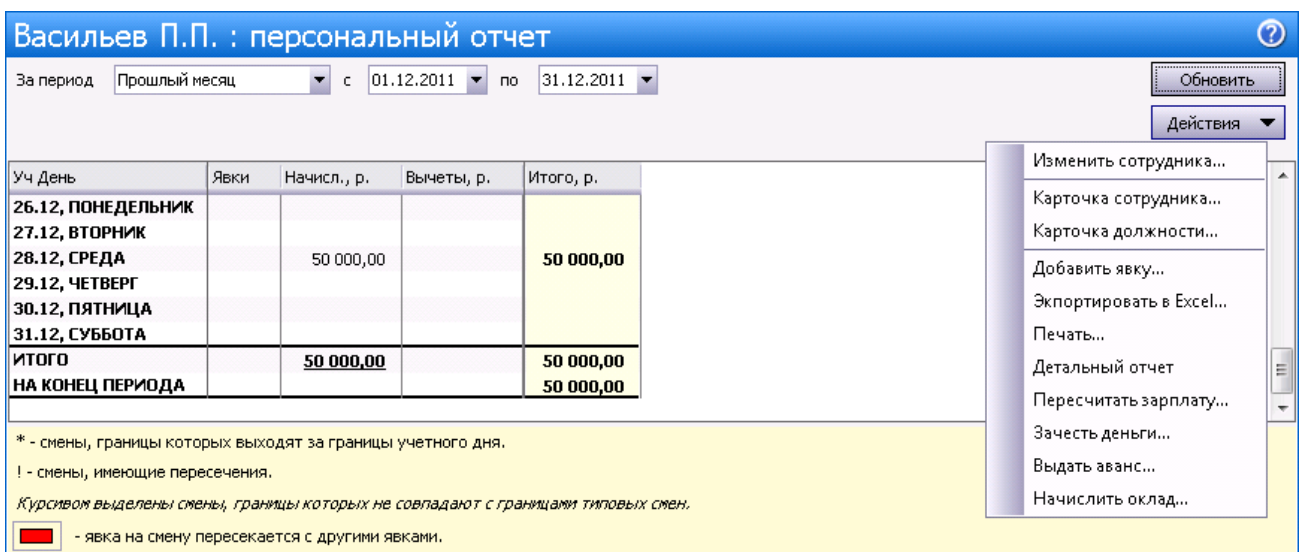 Васильев П.П. : персональный отчет
За период Прошлый месяц с 01.12.2011 по 31.12.2011 Обновить
Действия
Уч День Явки Начисл., р. Вычеты, р. Итого, р.
26.12, ПОНЕДЕЛЬНИК
27.12, ВТОРНИК
28.12, СРЕДА 50 000,00 50 000,00
29.12, ЧЕТВЕРГ
30.12, ПЯТНИЦА
31.12, СУББОТА
ИТОГО 50 000,00 50 000,00
НА КОНЕЦ ПЕРИОДА 50 000,00
Изменить сотрудника...
Карточка сотрудника...
Карточка должности...
Добавить явку...
Экпортировать в Excel...
Печать...
Детальный отчет
Пересчитать зарплату...
Зачесть деньги...
Выдать аванс...
Начислить оклад...
* - смены, границы которых выходят за границы учетного дня.
! - смены, имеющие пересечения.
Курсивом выделены смены, границы которых не совпадают с границами типовых смен.
- явка на смену пересекается с другими явками.